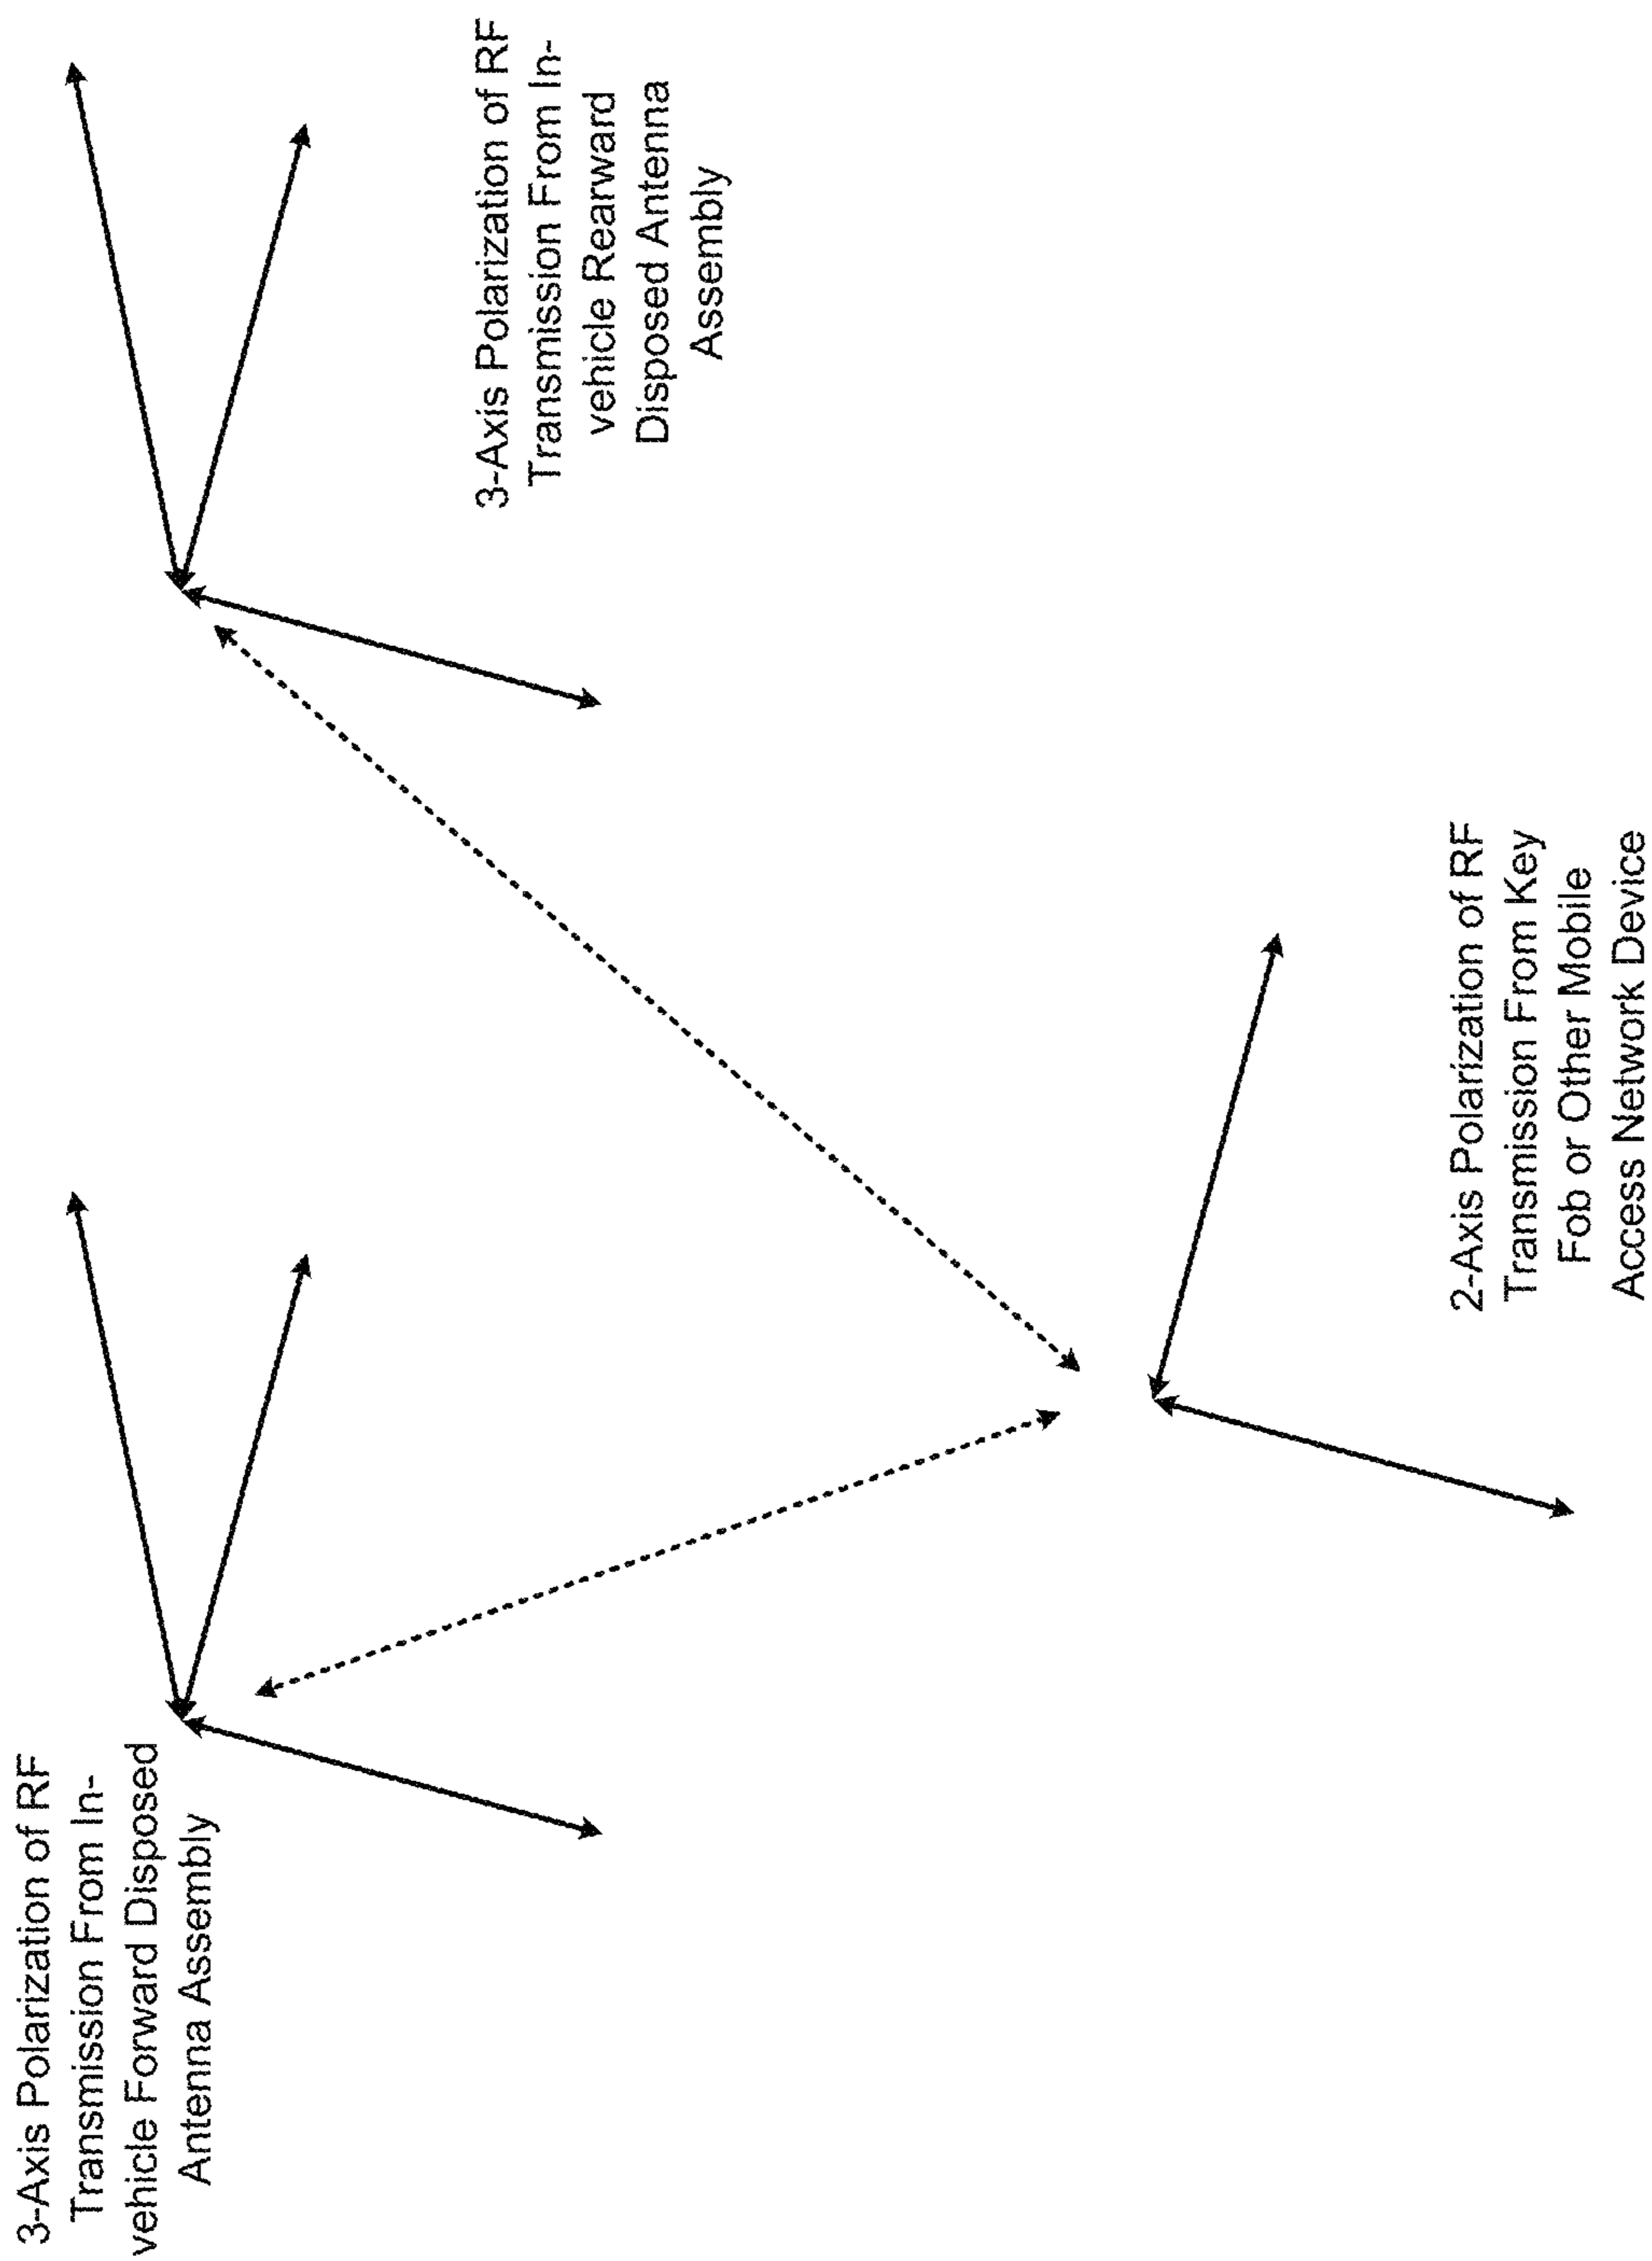 3-Axis Polarization of RF
Transmission From In-
vehicle Forward Disposed
Antenna Assembly
3-Axis Polarization of RF
Transmission From In-
vehicle Rearward
Disposed Antenna
Assembly
2-Axis Polarization of RF
Transmission From Key
Fob or Other Mobile
Access Network Device